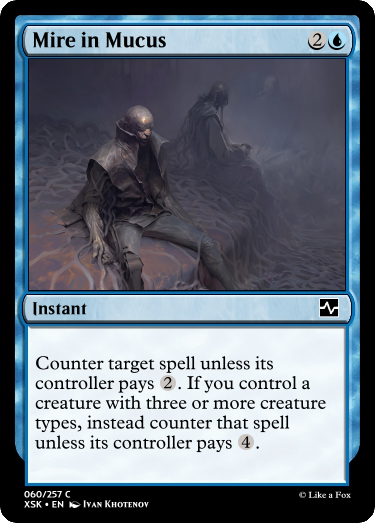 Mire in Mucus 2
Instant
Counter target spell unless its
controller pays 2. If you control a
creature with three or more creature
types, instead counter that spell
unless its controller pays 4.
060/257 C
XSK • EN Ivan Khotenov
© Like a Fox